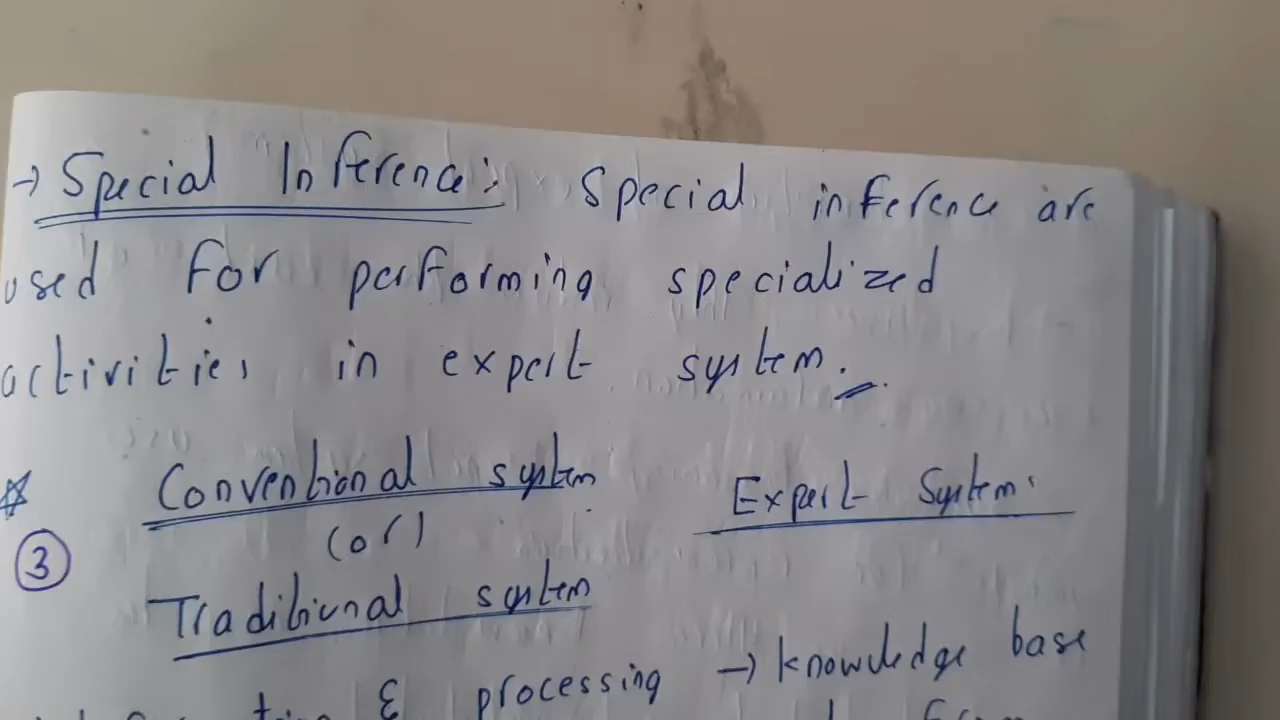 → Special Inference: Special inference are
used for performing specialized
activities in expert system.
Conventional system Expert System:
(or)
3
Traditional system
& processing → knowledge base